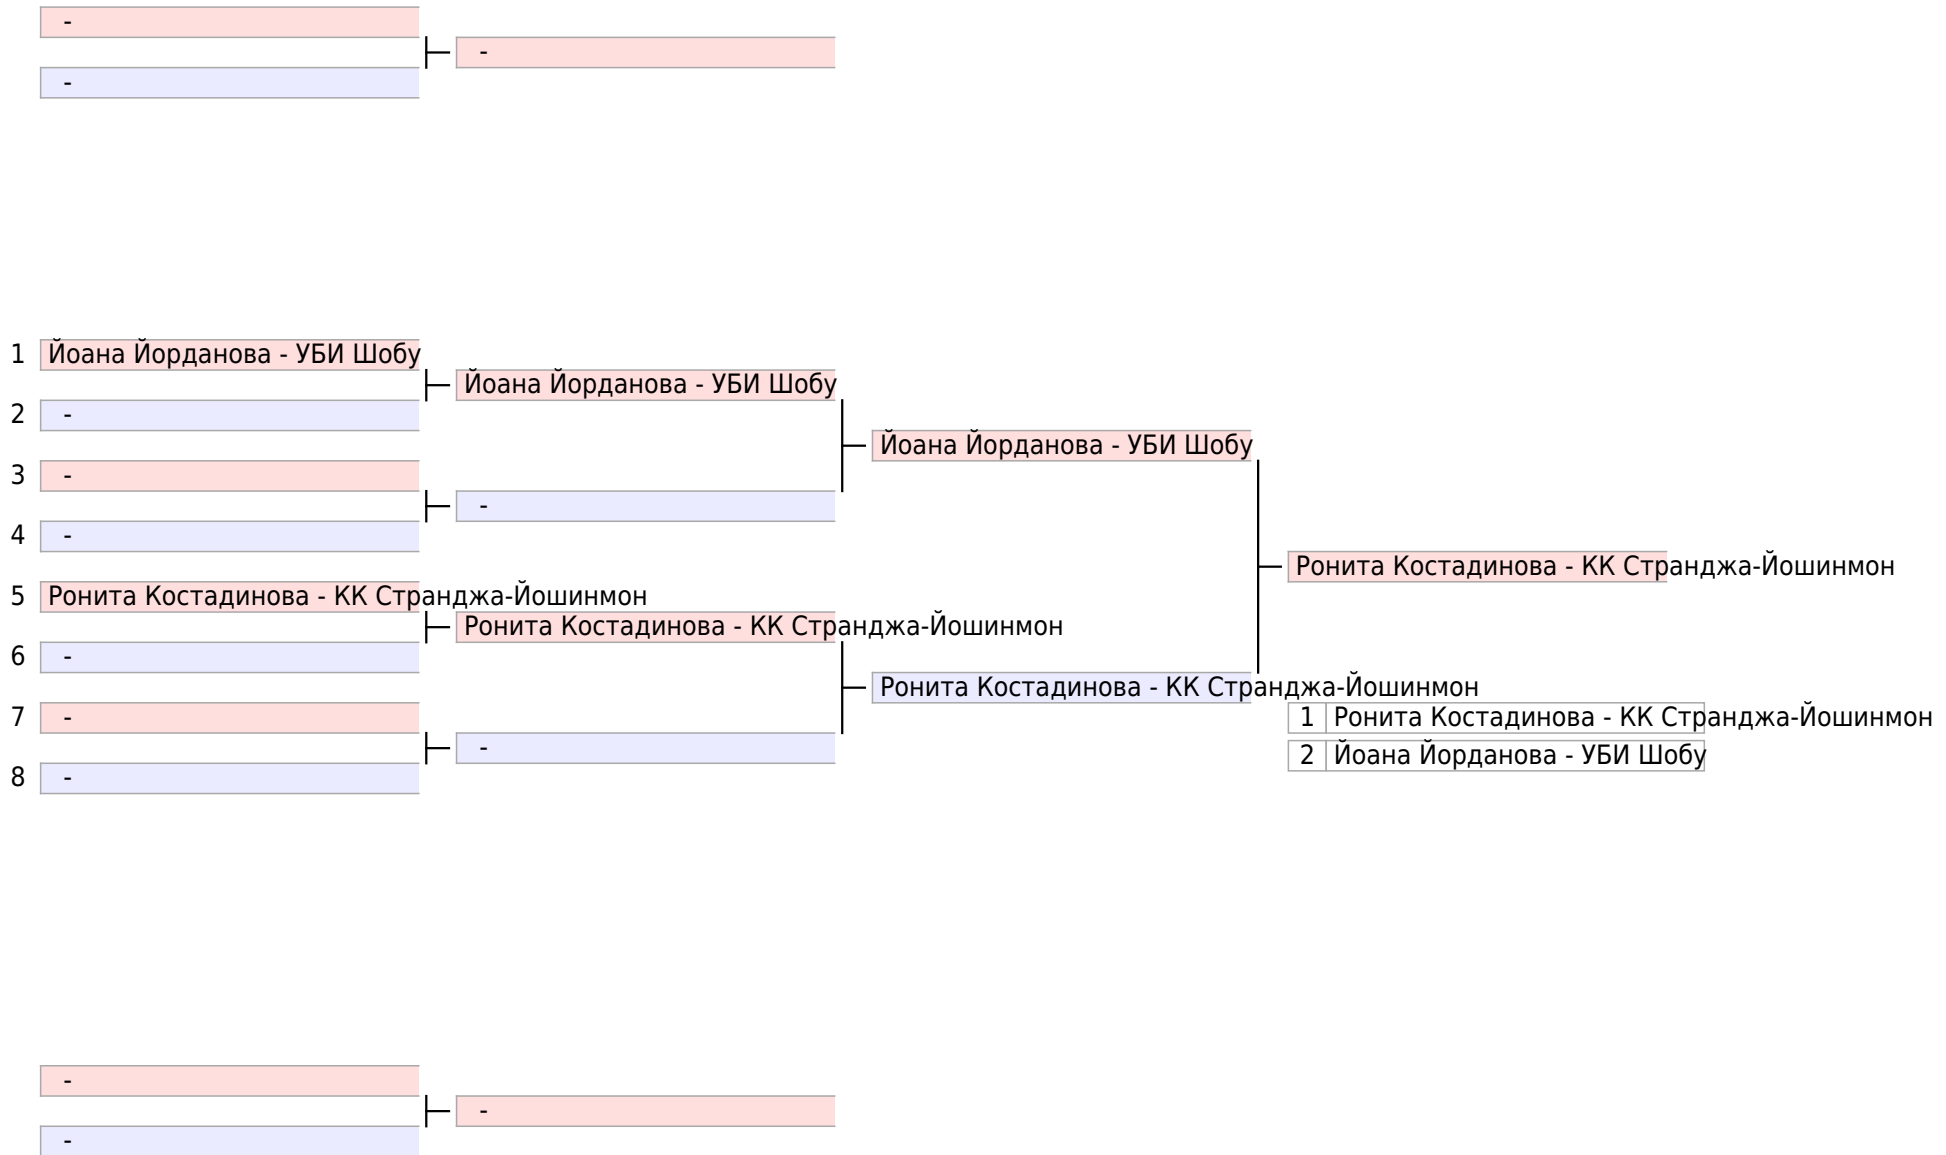 -
-
-
1 Йоана Йорданова - УБИ Шобу
Йоана Йорданова - УБИ Шобу
2 -
Йоана Йорданова - УБИ Шобу
3 -
-
4 -
Ронита Костадинова - КК Странджа-Йошинмон
5 Ронита Костадинова - КК Странджа-Йошинмон
Ронита Костадинова - КК Странджа-Йошинмон
6 -
Ронита Костадинова - КК Странджа-Йошинмон
7 -
1 Ронита Костадинова - КК Странджа-Йошинмон
-
2 Йоана Йорданова - УБИ Шобу
8 -
-
-
-